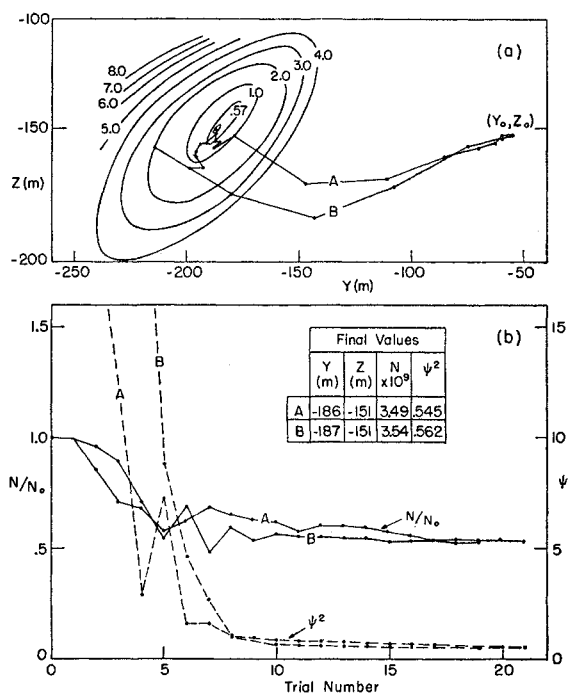 -100
(a)
8.0
7.0
6.0
5.0
4.0
3.0
2.0
1.0
.57
(Y₀,Z₀)
-150
Z (m)
A
B
-200
-250
-200
-150
-100
-50
Y (m)
1.5
(b)
15
B
A
Final Values
Y (m) Z (m) N x10⁹ ψ²
A -186 -151 3.49 .545
B -187 -151 3.54 .562
1.0
10
N/N₀
ψ
A
N/N₀
B
.5
5
ψ²
0
0
0
5
10
15
20
Trial Number